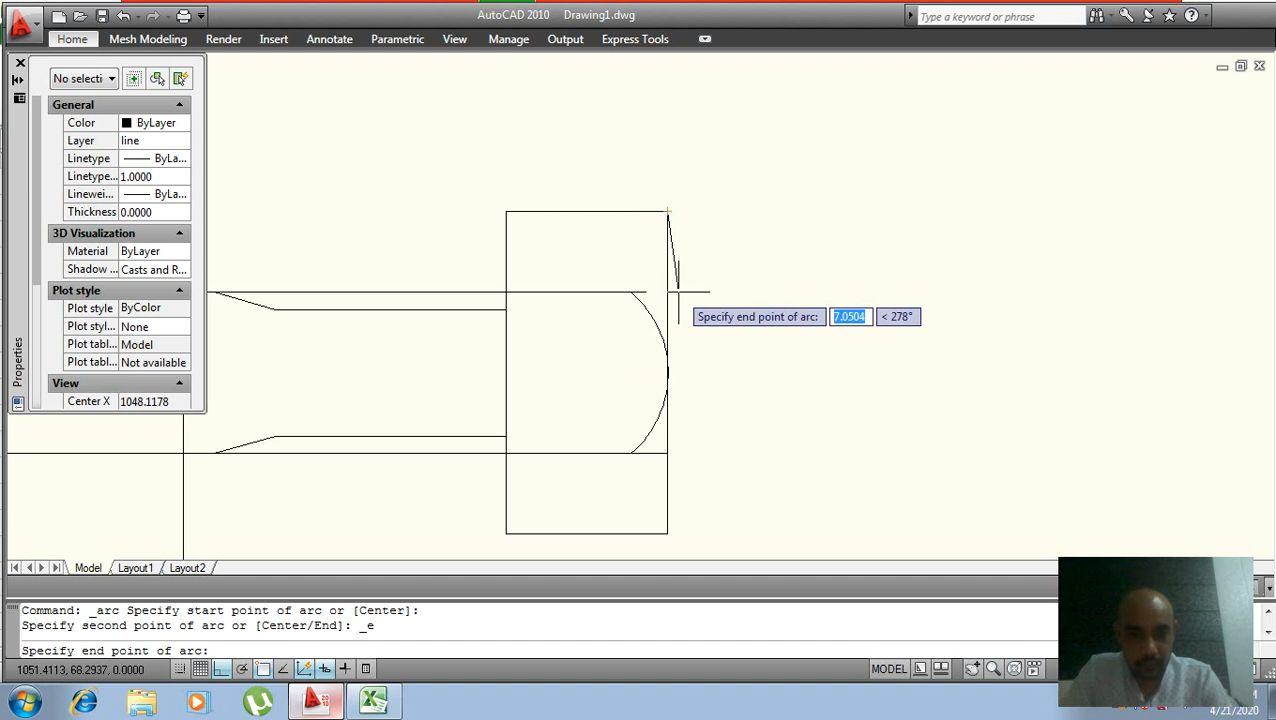 AutoCAD 2010 Drawing1.dwg
Type a keyword or phrase
Home Mesh Modeling Render Insert Annotate Parametric View Manage Output Express Tools
No selecti
General
Color ByLayer
Layer line
Linetype ByLa...
Linetype... 1.0000
Linewei... ByLa...
Thickness 0.0000
3D Visualization
Material ByLayer
Shadow ... Casts and R...
Plot style
Plot style ByColor
Plot styl... None
Plot tabl... Model
Plot tabl... Not available
View
Center X 1048.1178
Properties
Specify end point of arc: 7.0504 < 278°
Model Layout1 Layout2
Command: _arc Specify start point of arc or [Center]:
Specify second point of arc or [Center/End]: _e
Specify end point of arc:
1051.4113, 68.2937, 0.0000
MODEL
4/21/2020